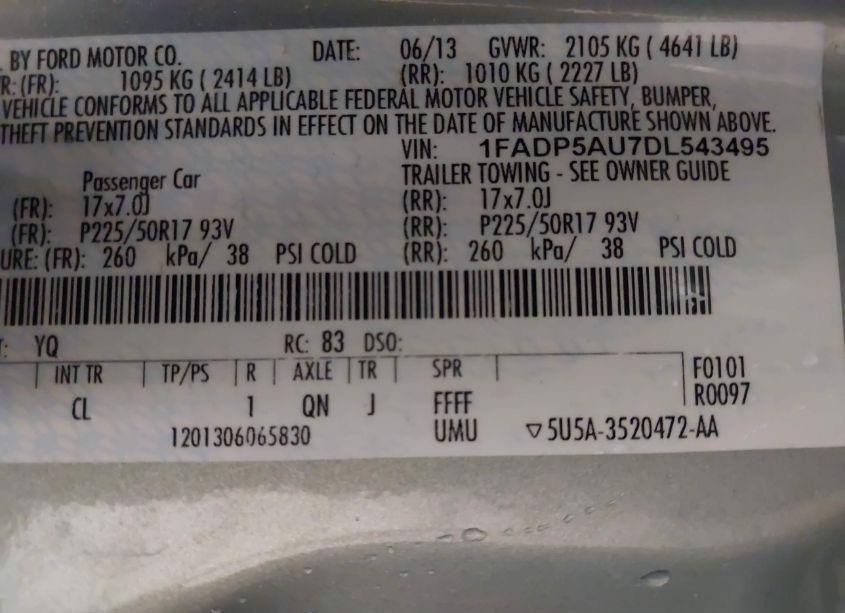 . BY FORD MOTOR CO. DATE: 06/13 GVWR: 2105 KG ( 4641 LB)
R: (FR): 1095 KG ( 2414 LB) (RR): 1010 KG ( 2227 LB)
VEHICLE CONFORMS TO ALL APPLICABLE FEDERAL MOTOR VEHICLE SAFETY, BUMPER,
THEFT PREVENTION STANDARDS IN EFFECT ON THE DATE OF MANUFACTURE SHOWN ABOVE.
VIN: 1FADP5AU7DL543495
Passenger Car TRAILER TOWING - SEE OWNER GUIDE
(FR): 17x7.0J (RR): 17x7.0J
(FR): P225/50R17 93V (RR): P225/50R17 93V
URE: (FR): 260 kPa/ 38 PSI COLD (RR): 260 kPa/ 38 PSI COLD
: YQ RC: 83 DSO:
INT TR TP/PS R AXLE TR SPR F0101
CL 1 QN J FFFF R0097
1201306065830 UMU ▽5U5A-3520472-AA